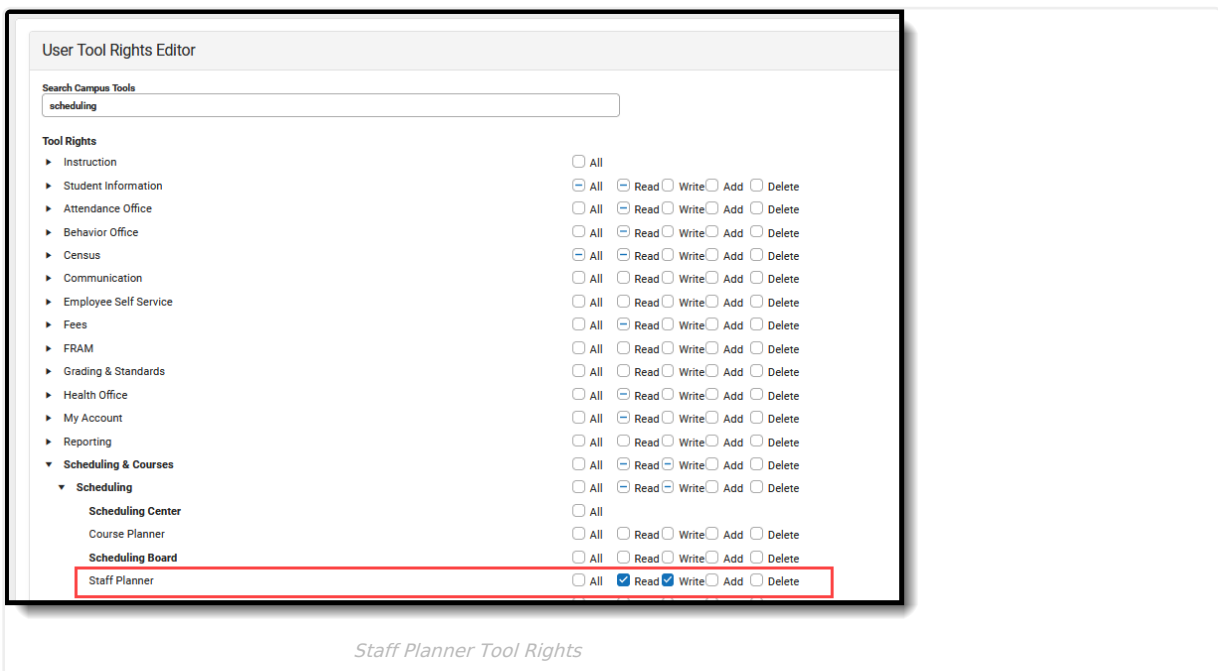 User Tool Rights Editor
Search Campus Tools
scheduling
Tool Rights
Instruction All
Student Information All Read Write Add Delete
Attendance Office All Read Write Add Delete
Behavior Office All Read Write Add Delete
Census All Read Write Add Delete
Communication All Read Write Add Delete
Employee Self Service All Read Write Add Delete
Fees All Read Write Add Delete
FRAM All Read Write Add Delete
Grading & Standards All Read Write Add Delete
Health Office All Read Write Add Delete
My Account All Read Write Add Delete
Reporting All Read Write Add Delete
Scheduling & Courses All Read Write Add Delete
Scheduling All Read Write Add Delete
Scheduling Center All
Course Planner All Read Write Add Delete
Scheduling Board All Read Write Add Delete
Staff Planner All Read Write Add Delete
Staff Planner Tool Rights